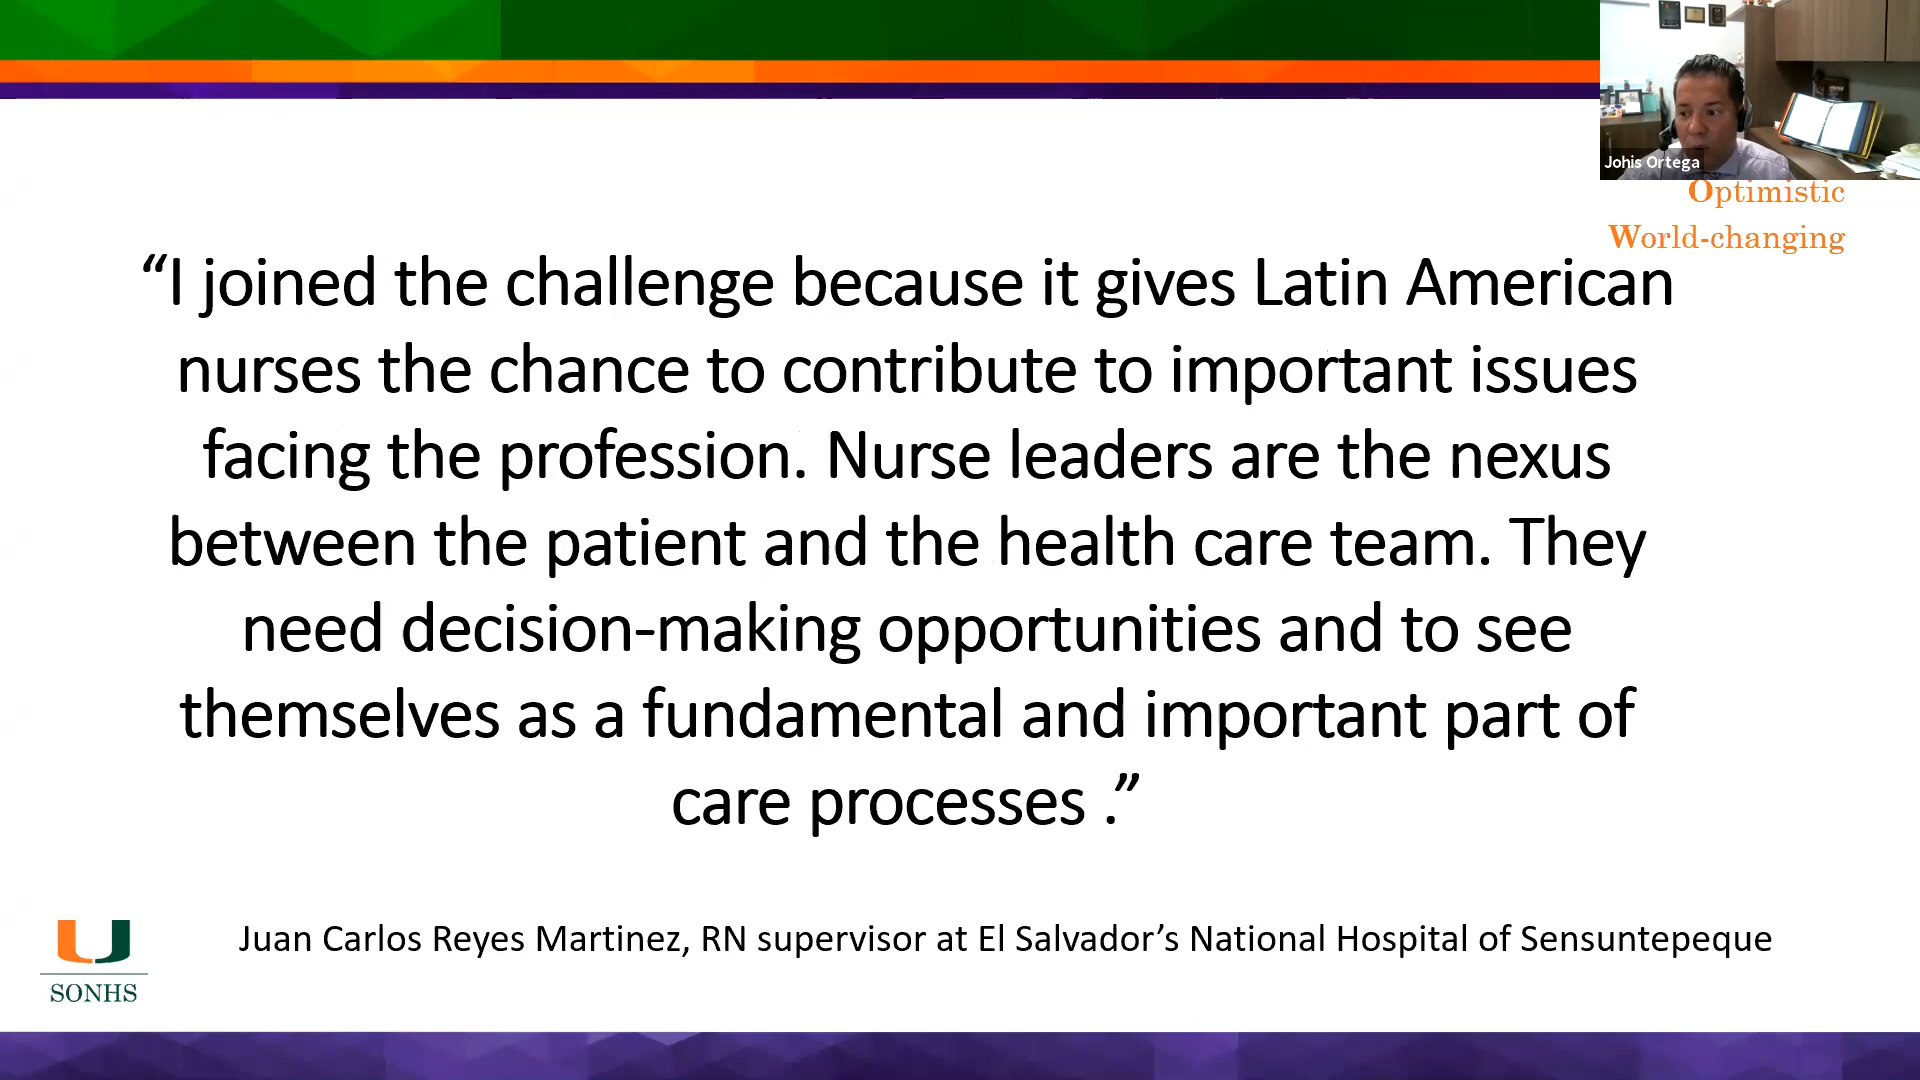 Johis Ortega
Optimistic
World-changing
“I joined the challenge because it gives Latin American
nurses the chance to contribute to important issues
facing the profession. Nurse leaders are the nexus
between the patient and the health care team. They
need decision-making opportunities and to see
themselves as a fundamental and important part of
care processes .”
Juan Carlos Reyes Martinez, RN supervisor at El Salvador’s National Hospital of Sensuntepeque
U
SONHS